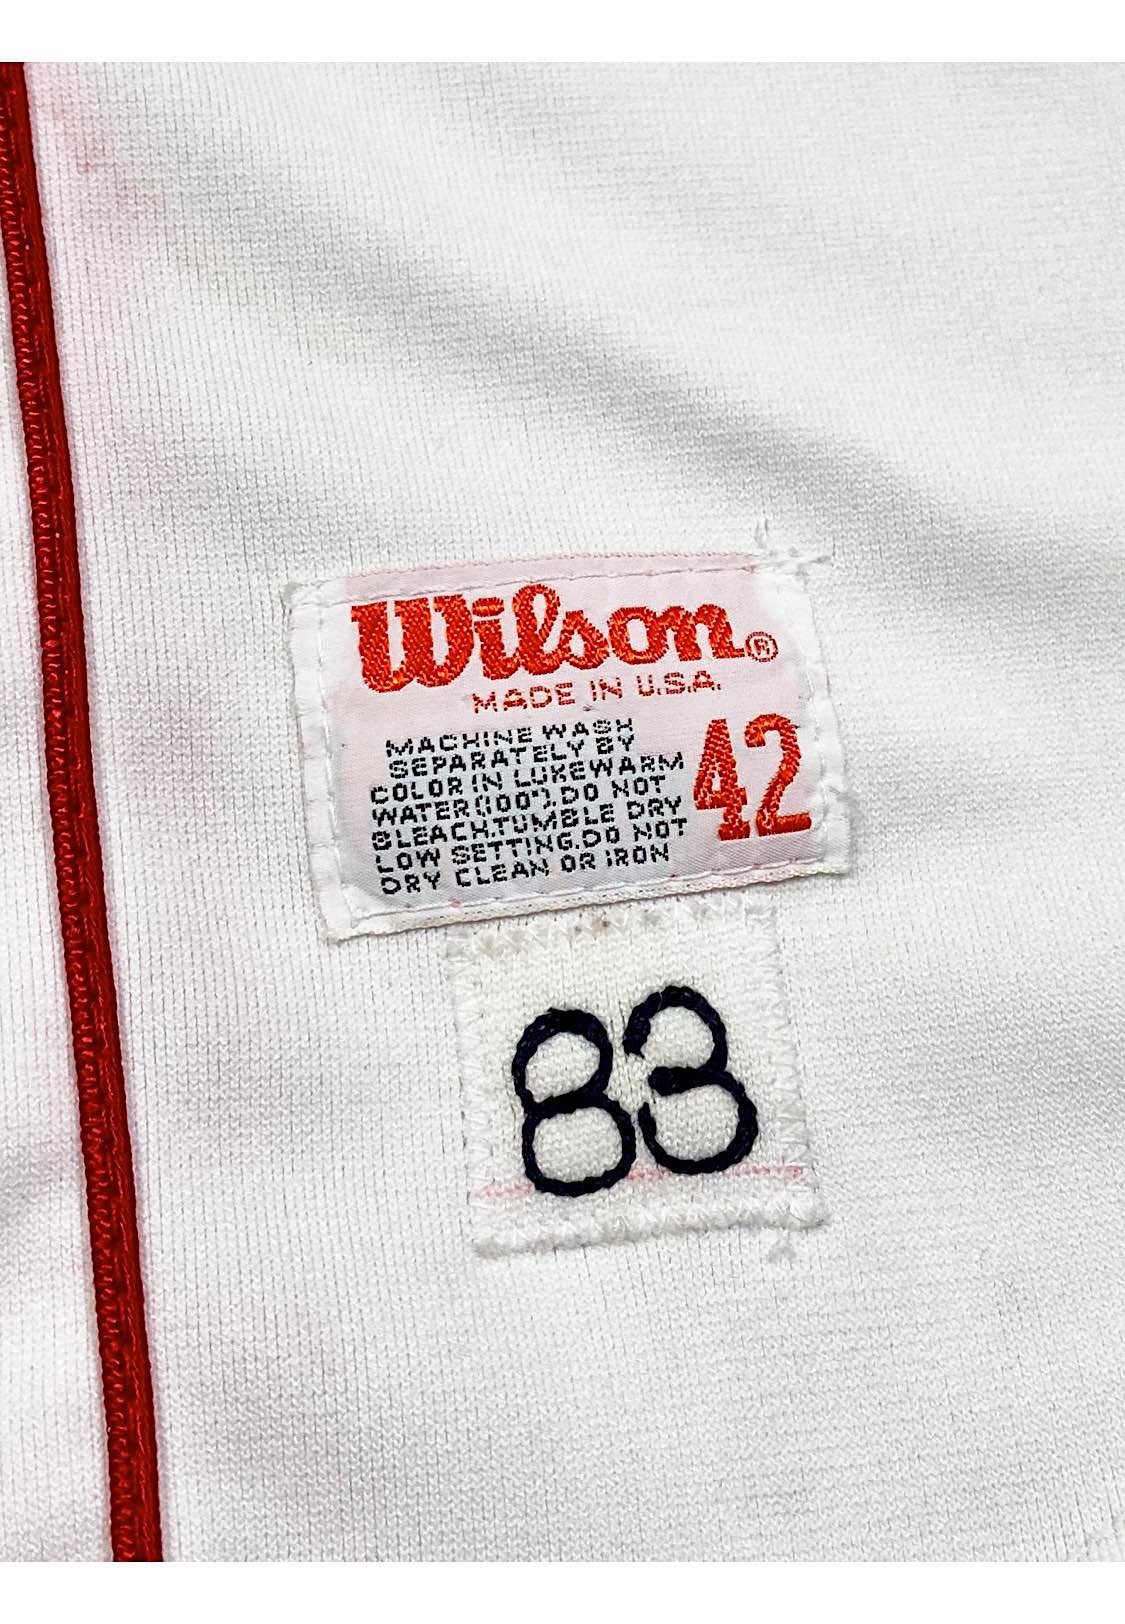 Wilson®
MADE IN U.S.A.
42
MACHINE WASH
SEPARATELY BY
COLOR IN LUKEWARM
WATER(100°).DO NOT
BLEACH.TUMBLE DRY
LOW SETTING.DO NOT
DRY CLEAN OR IRON
83